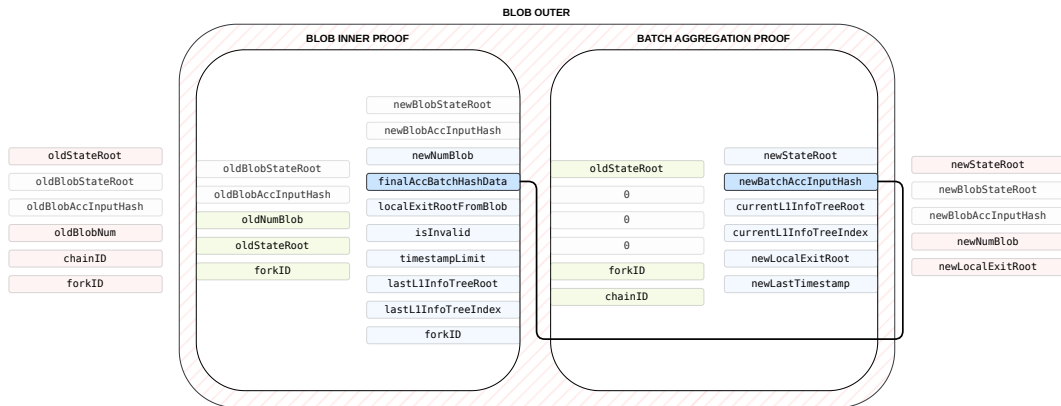 BLOB OUTER
BLOB INNER PROOF
BATCH AGGREGATION PROOF
oldStateRoot
oldBlobStateRoot
oldBlobAccInputHash
oldBlobNum
chainID
forkID
oldBlobStateRoot
oldBlobAccInputHash
oldNumBlob
oldStateRoot
forkID
newBlobStateRoot
newBlobAccInputHash
newNumBlob
finalAccBatchHashData
localExitRootFromBlob
isInvalid
timestampLimit
lastL1InfoTreeRoot
lastL1InfoTreeIndex
forkID
oldStateRoot
0
0
0
forkID
chainID
newStateRoot
newBatchAccInputHash
currentL1InfoTreeRoot
currentL1InfoTreeIndex
newLocalExitRoot
newLastTimestamp
newStateRoot
newBlobStateRoot
newBlobAccInputHash
newNumBlob
newLocalExitRoot